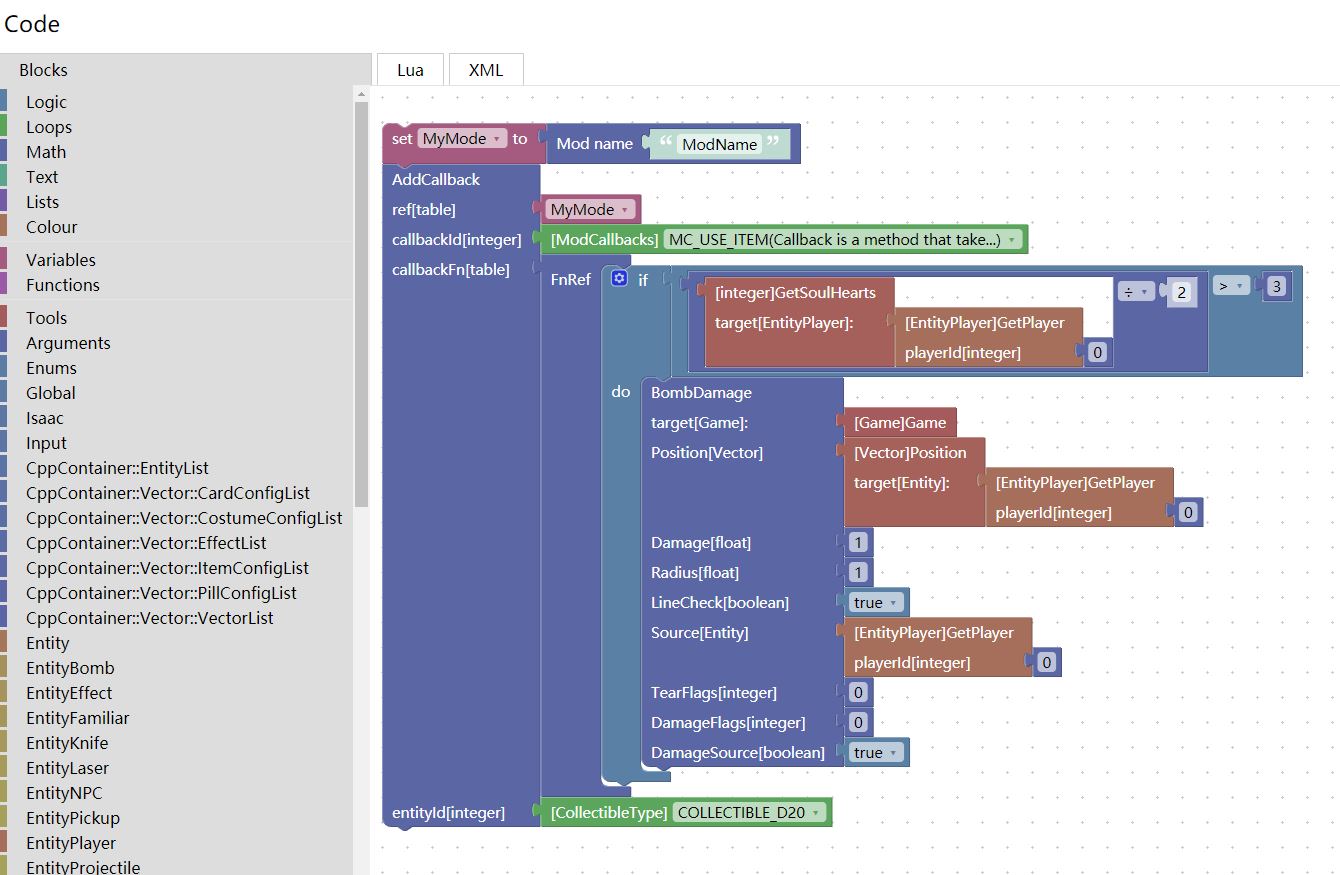 Code
Blocks
Logic
Loops
Math
Text
Lists
Colour
Variables
Functions
Tools
Arguments
Enums
Global
Isaac
Input
CppContainer::EntityList
CppContainer::Vector::CardConfigList
CppContainer::Vector::CostumeConfigList
CppContainer::Vector::EffectList
CppContainer::Vector::ItemConfigList
CppContainer::Vector::PillConfigList
CppContainer::Vector::VectorList
Entity
EntityBomb
EntityEffect
EntityFamiliar
EntityKnife
EntityLaser
EntityNPC
EntityPickup
EntityPlayer
EntityProjectile
Lua XML
set MyMode to Mod name “ ModName ”
AddCallback
ref[table] MyMode
callbackId[integer] [ModCallbacks] MC_USE_ITEM(Callback is a method that take...)
callbackFn[table] FnRef if
[integer]GetSoulHearts ÷ 2 > 3
target[EntityPlayer]: [EntityPlayer]GetPlayer
playerId[integer] 0
do BombDamage
target[Game]: [Game]Game
Position[Vector] [Vector]Position
target[Entity]: [EntityPlayer]GetPlayer
playerId[integer] 0
Damage[float] 1
Radius[float] 1
LineCheck[boolean] true
Source[Entity] [EntityPlayer]GetPlayer
playerId[integer] 0
TearFlags[integer] 0
DamageFlags[integer] 0
DamageSource[boolean] true
entityId[integer] [CollectibleType] COLLECTIBLE_D20